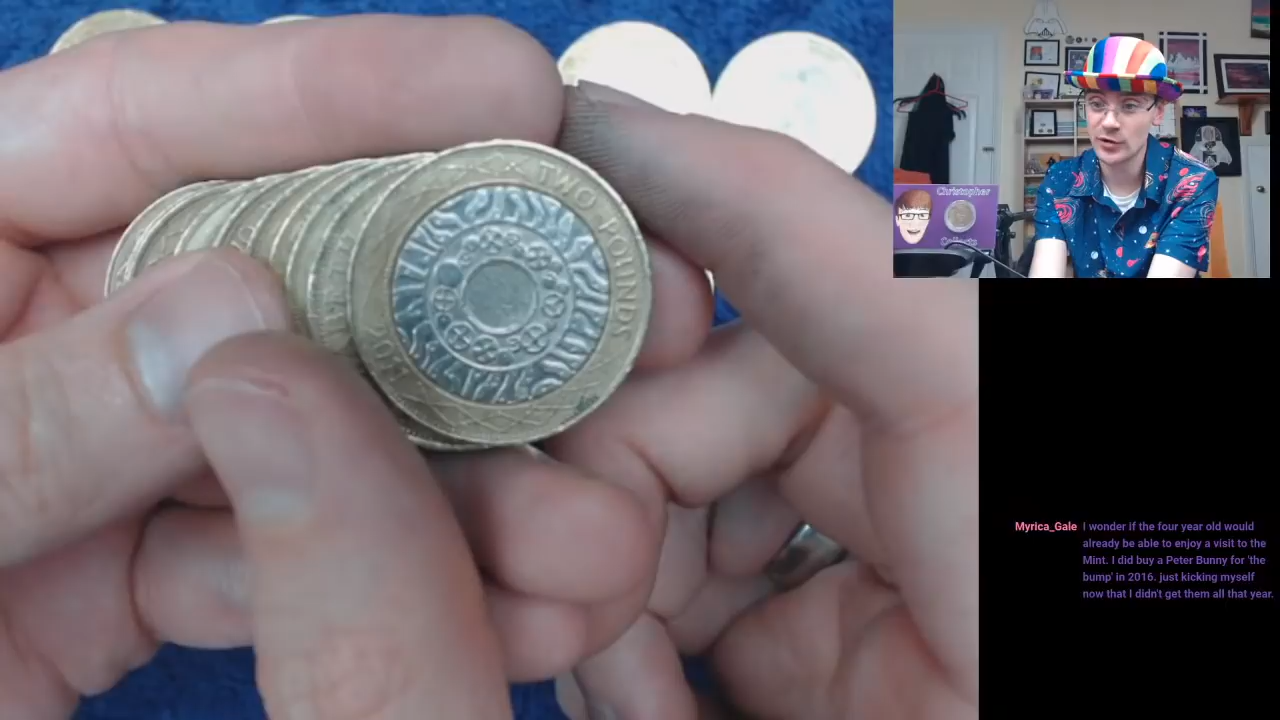 TWO POUNDS
2011
Christopher
Collects
Myrica_Gale I wonder if the four year old would
already be able to enjoy a visit to the
Mint. I did buy a Peter Bunny for 'the
bump' in 2016. just kicking myself
now that I didn't get them all that year.